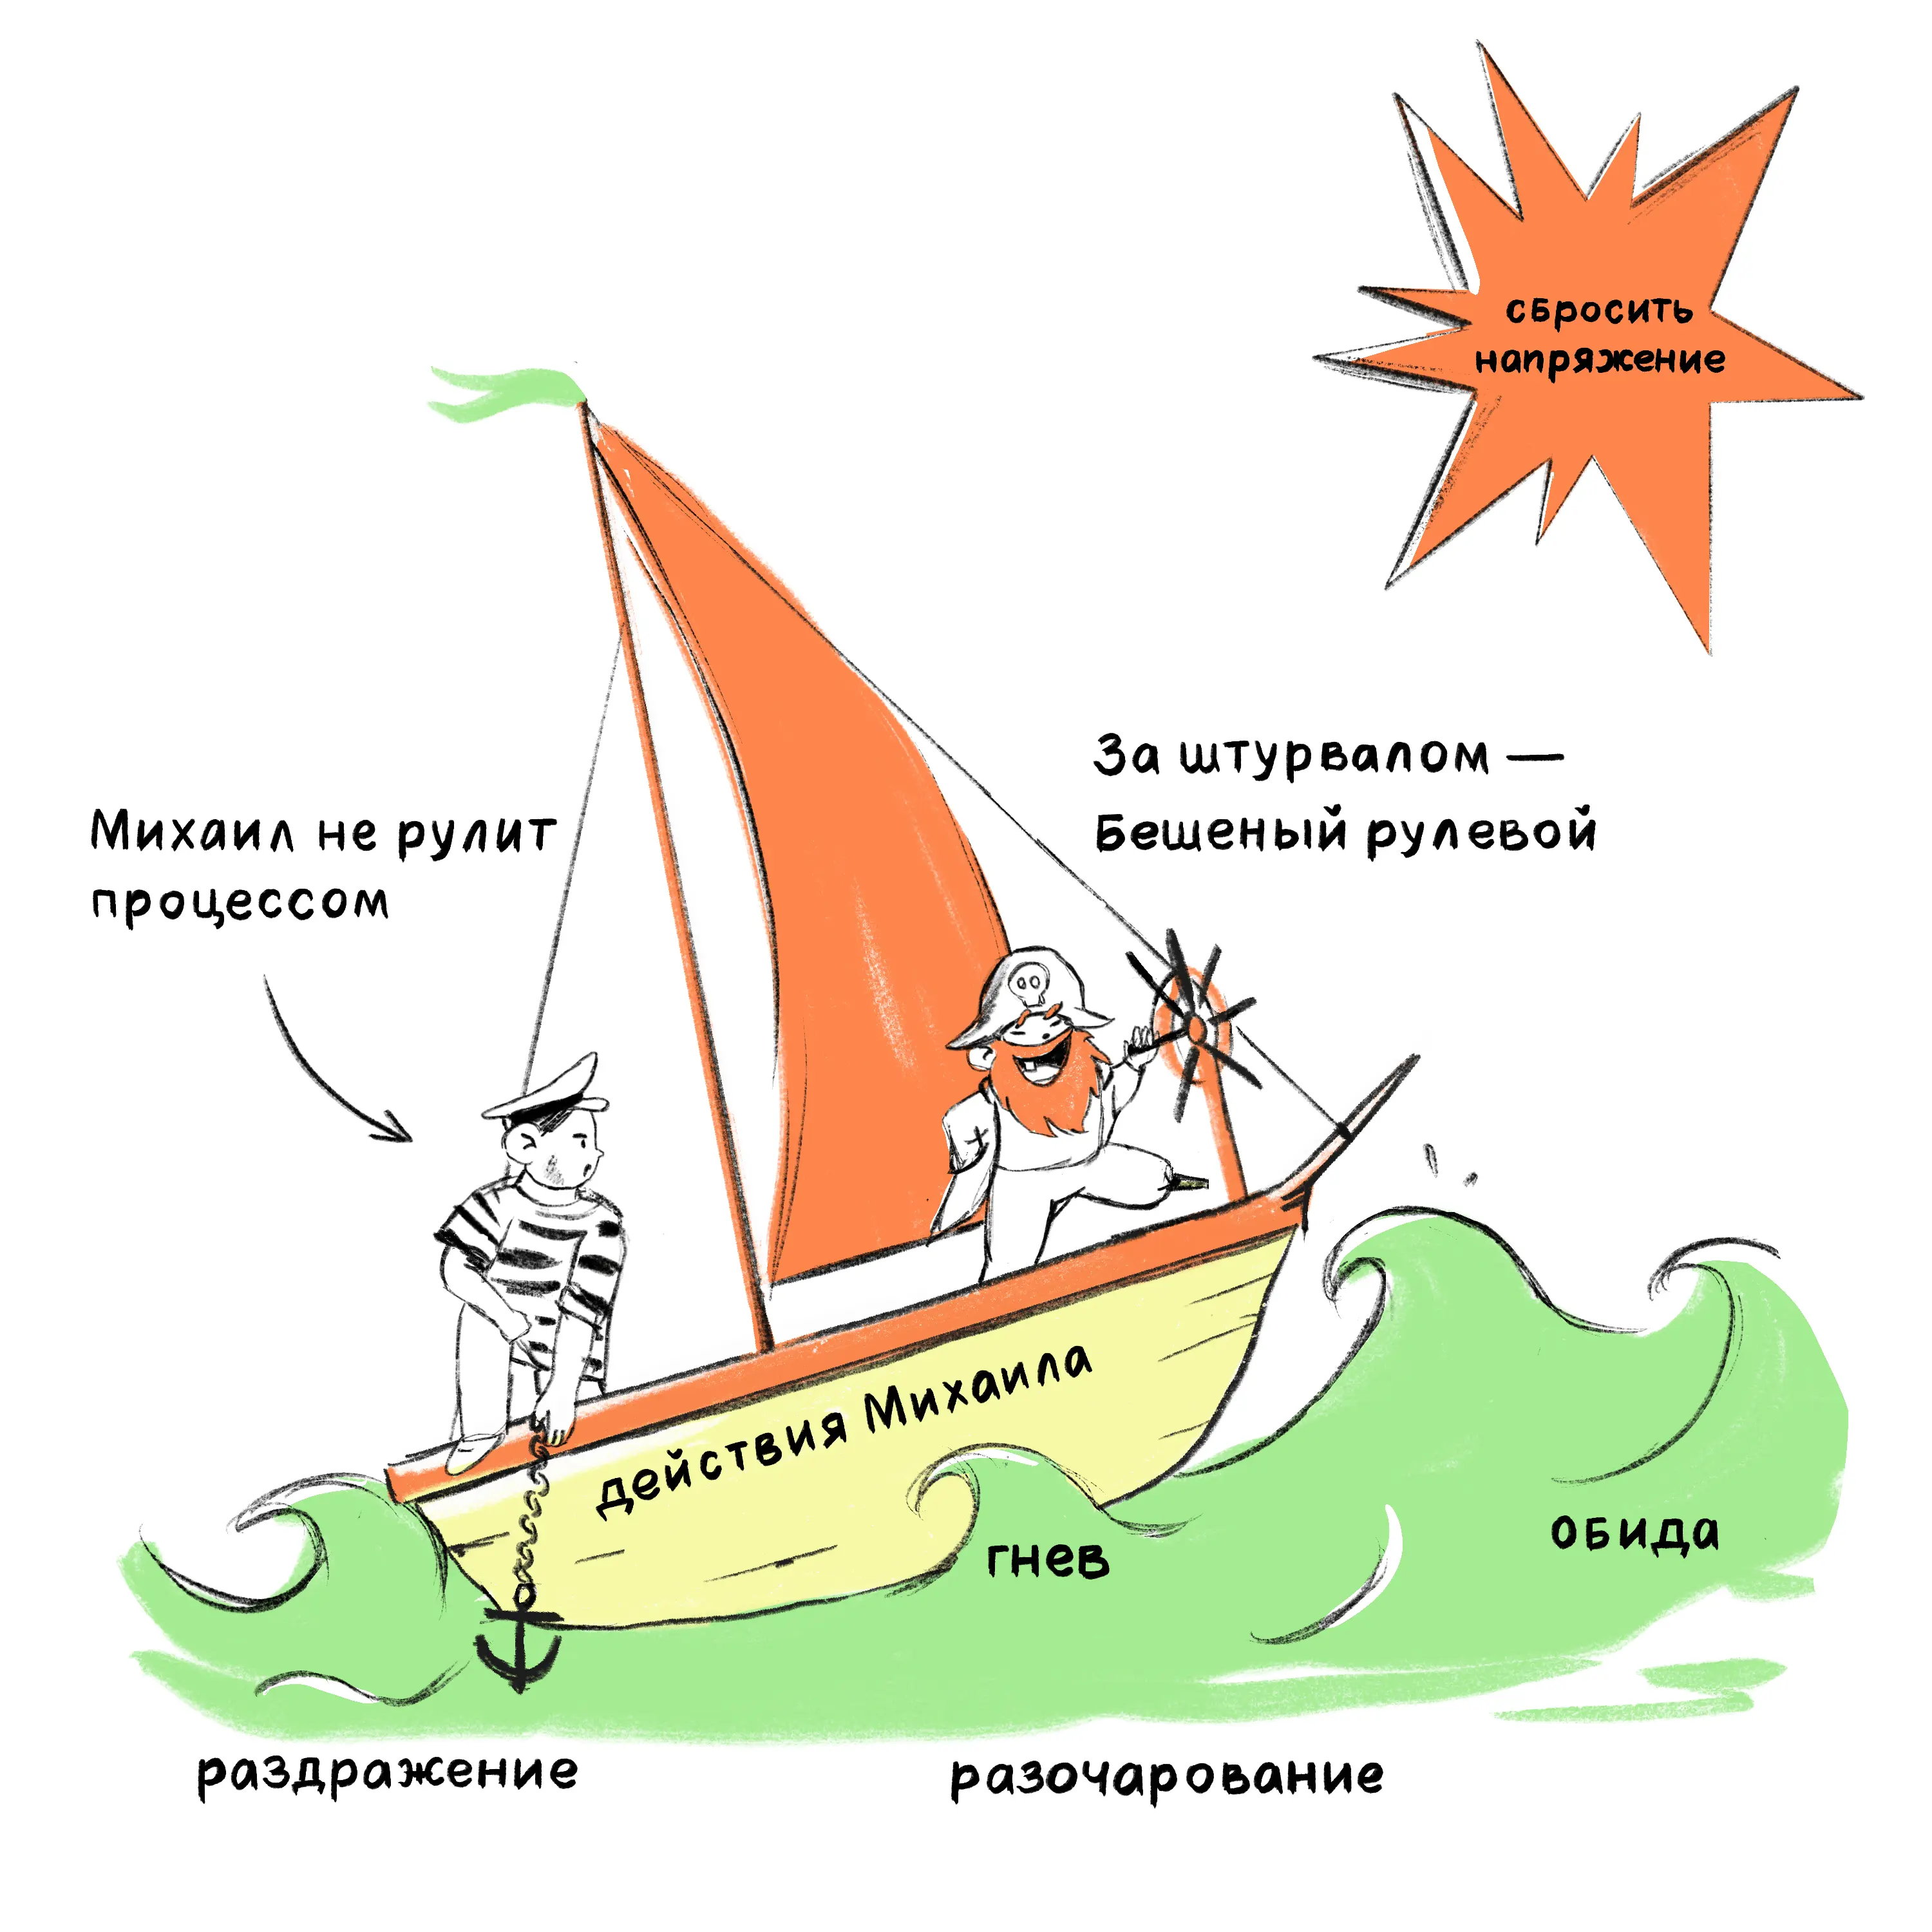 сбросить
напряжение
За штурвалом —
Бешеный рулевой
Михаил не рулит
процессом
действия Михаила
гнев
обида
раздражение
разочарование